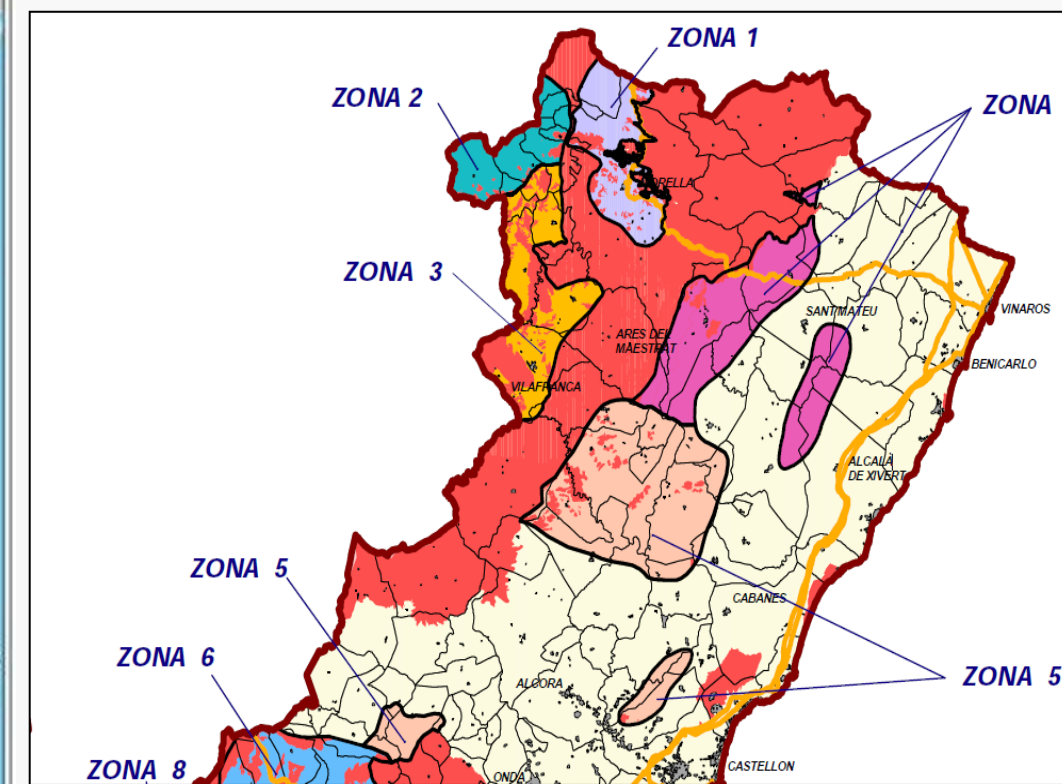 ZONA 1
ZONA 2
ZONA
ORELLA
ZONA 3
SANT MATEU
VINAROS
ARES DEL
MAESTRAT
BENICARLO
VILAFRANCA
ALCALA
DE XIVERT
ZONA 5
CABANES
ZONA 6
ALCORA
ZONA 5
ZONA 8
ONDA
CASTELLON